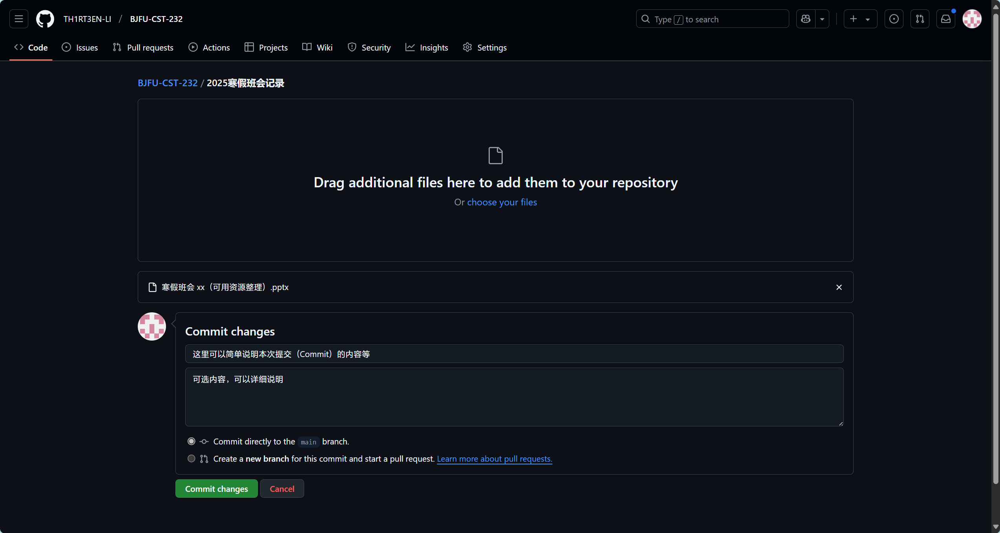 TH1RT3EN-LI / BJFU-CST-232
Type / to search
Code Issues Pull requests Actions Projects Wiki Security Insights Settings
BJFU-CST-232 / 2025寒假班会记录
Drag additional files here to add them to your repository
Or choose your files
寒假班会 xx（可用资源整理）.pptx
Commit changes
这里可以简单说明本次提交（Commit）的内容等
可选内容，可以详细说明
Commit directly to the main branch.
Create a new branch for this commit and start a pull request. Learn more about pull requests.
Commit changes Cancel